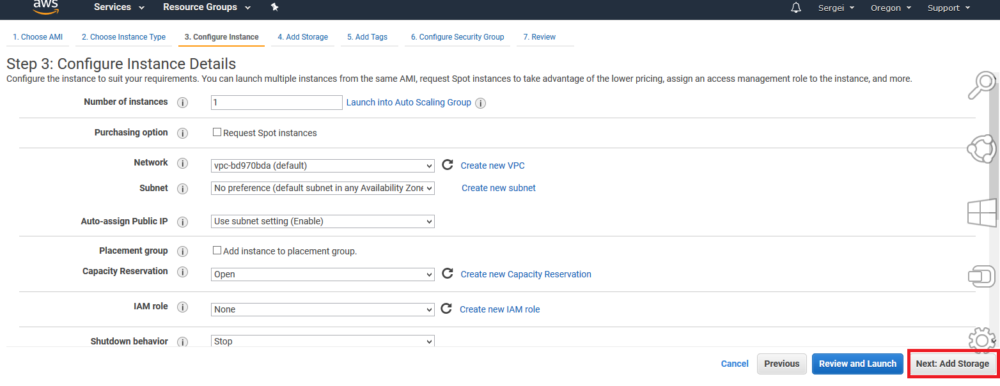 aws Services Resource Groups Sergei Oregon Support
1. Choose AMI 2. Choose Instance Type 3. Configure Instance 4. Add Storage 5. Add Tags 6. Configure Security Group 7. Review
Step 3: Configure Instance Details
Configure the instance to suit your requirements. You can launch multiple instances from the same AMI, request Spot instances to take advantage of the lower pricing, assign an access management role to the instance, and more.
Number of instances i 1 Launch into Auto Scaling Group i
Purchasing option i Request Spot instances
Network i vpc-bd970bda (default) Create new VPC
Subnet i No preference (default subnet in any Availability Zone Create new subnet
Auto-assign Public IP i Use subnet setting (Enable)
Placement group i Add instance to placement group.
Capacity Reservation i Open Create new Capacity Reservation
IAM role i None Create new IAM role
Shutdown behavior i Stop
Cancel Previous Review and Launch Next: Add Storage